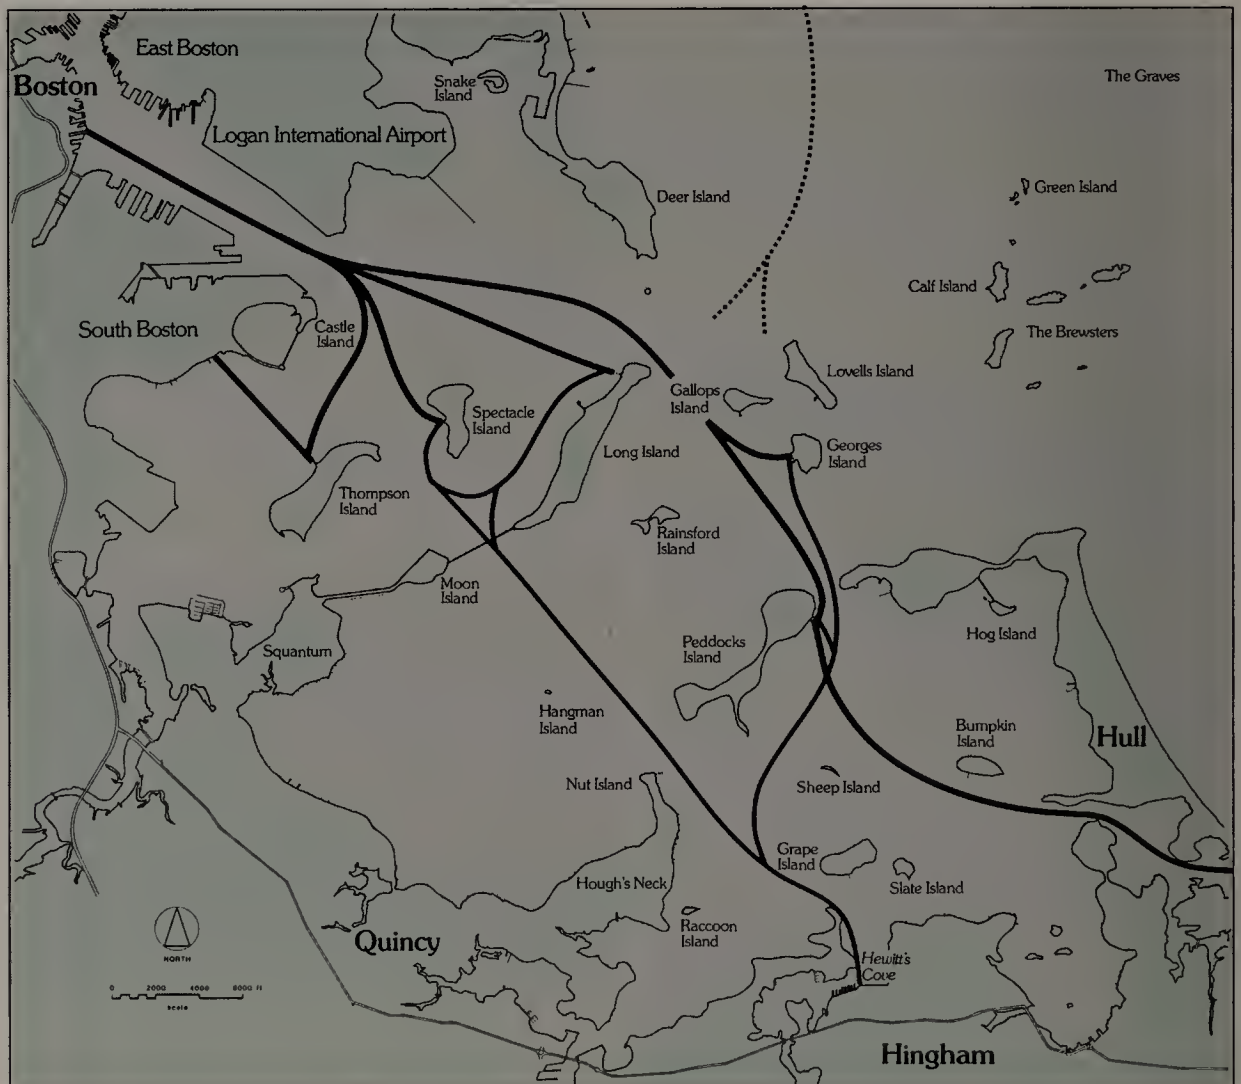 East Boston
Boston
Snake
Island
The Graves
Logan International Airport
Deer Island
Green Island
Calf Island
South Boston
Castle
Island
The Brewsters
Lovells Island
Gallops
Island
Spectacle
Island
Long Island
Georges
Island
Thompson
Island
Rainsford
Island
Moon
Island
Hog Island
Peddocks
Island
Squantum
Hangman
Island
Bumpkin
Island
Hull
Nut Island
Sheep Island
Grape
Island
Hough's Neck
Slate Island
Raccoon
Island
Quincy
Hewitt's
Cove
NORTH
0 2000 4000 8000 ft
scale
Hingham